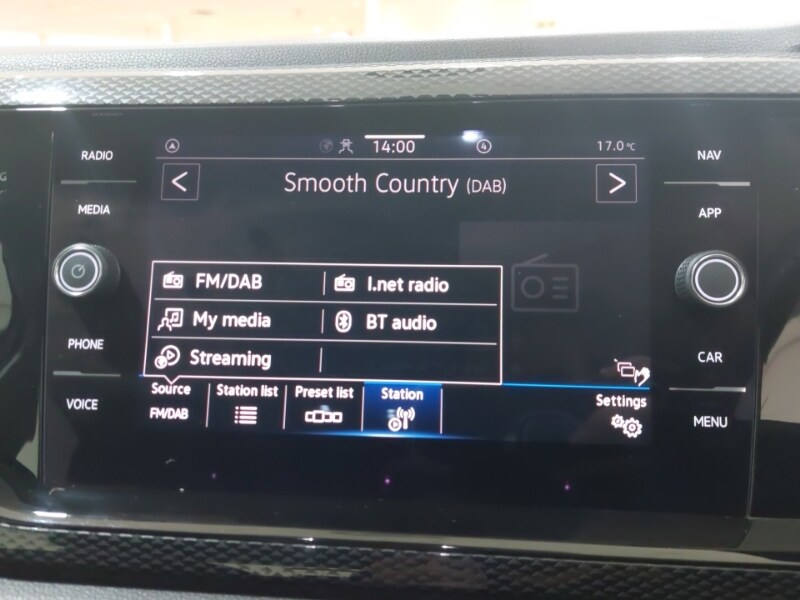 RADIO
MEDIA
PHONE
VOICE
14:00
4
17.0°C
< Smooth Country (DAB) >
FM/DAB
I.net radio
My media
BT audio
Streaming
Source
FM/DAB
Station list
Preset list
Station
Settings
NAV
APP
CAR
MENU
G